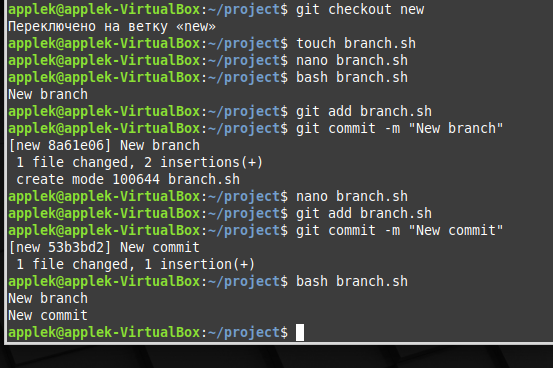 applek@applek-VirtualBox:~/project$ git checkout new
Переключено на ветку «new»
applek@applek-VirtualBox:~/project$ touch branch.sh
applek@applek-VirtualBox:~/project$ nano branch.sh
applek@applek-VirtualBox:~/project$ bash branch.sh
New branch
applek@applek-VirtualBox:~/project$ git add branch.sh
applek@applek-VirtualBox:~/project$ git commit -m "New branch"
[new 8a61e06] New branch
 1 file changed, 2 insertions(+)
 create mode 100644 branch.sh
applek@applek-VirtualBox:~/project$ nano branch.sh
applek@applek-VirtualBox:~/project$ git add branch.sh
applek@applek-VirtualBox:~/project$ git commit -m "New commit"
[new 53b3bd2] New commit
 1 file changed, 1 insertion(+)
applek@applek-VirtualBox:~/project$ bash branch.sh
New branch
New commit
applek@applek-VirtualBox:~/project$